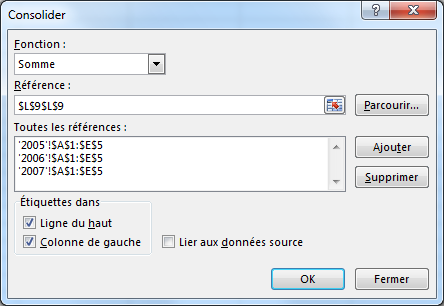 Consolider
Fonction :
Somme
Référence :
$L$9$L$9
Parcourir...
Toutes les références :
'2005'!$A$1:$E$5
'2006'!$A$1:$E$5
'2007'!$A$1:$E$5
Ajouter
Supprimer
Étiquettes dans
Ligne du haut
Colonne de gauche
Lier aux données source
OK
Fermer